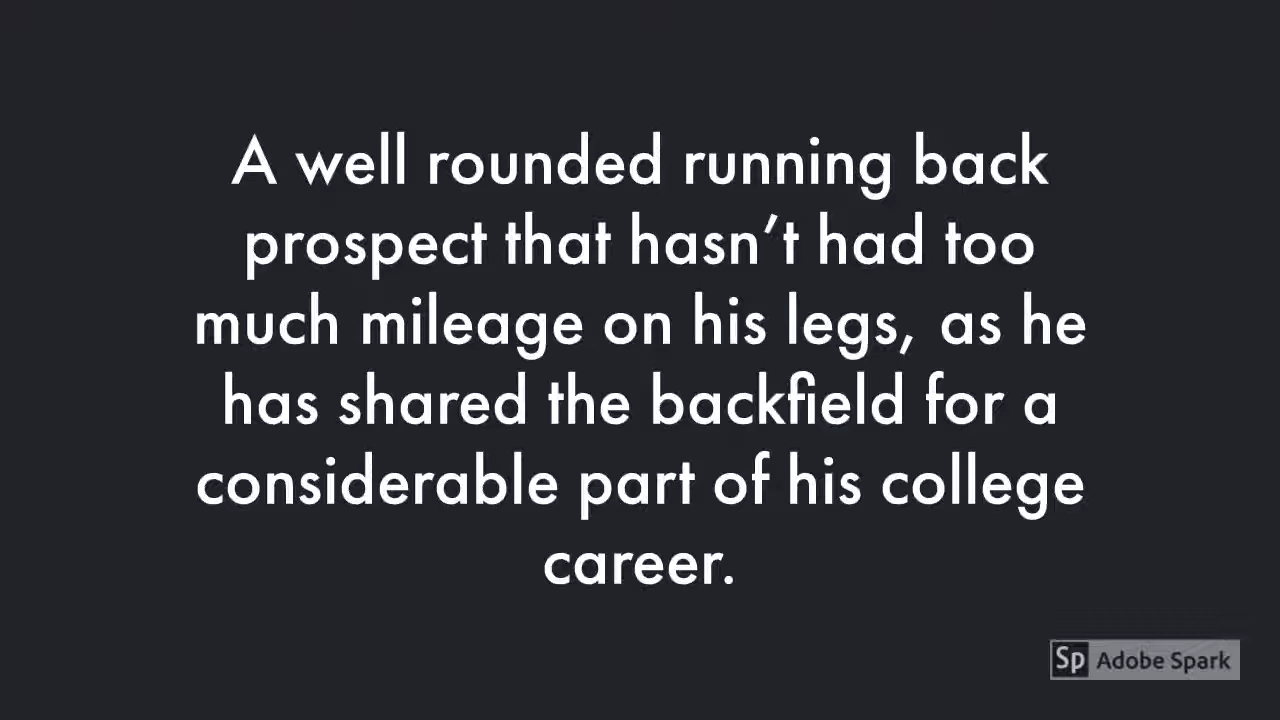 A well rounded running back
prospect that hasn’t had too
much mileage on his legs, as he
has shared the backfield for a
considerable part of his college
career.
Sp Adobe Spark